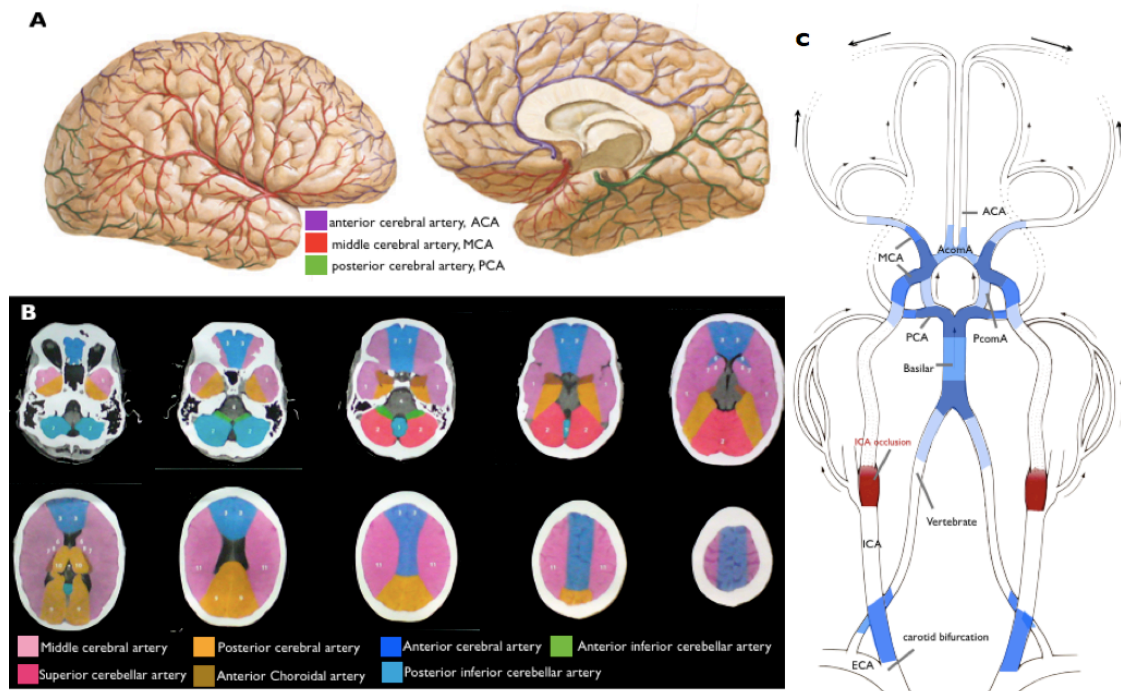 A
anterior cerebral artery, ACA
middle cerebral artery, MCA
posterior cerebral artery, PCA
B
Middle cerebral artery
Posterior cerebral artery
Anterior cerebral artery
Anterior inferice cerebellar artery
Superior cerebellar artery
Anterior Choroidal artery
Posterior inferice cerebellar artery
C
ACA
AcomA
MCA
PCA
PcomA
Basilar
ICA occlusion
Vertebrate
ICA
carotid bifurcation
ECA